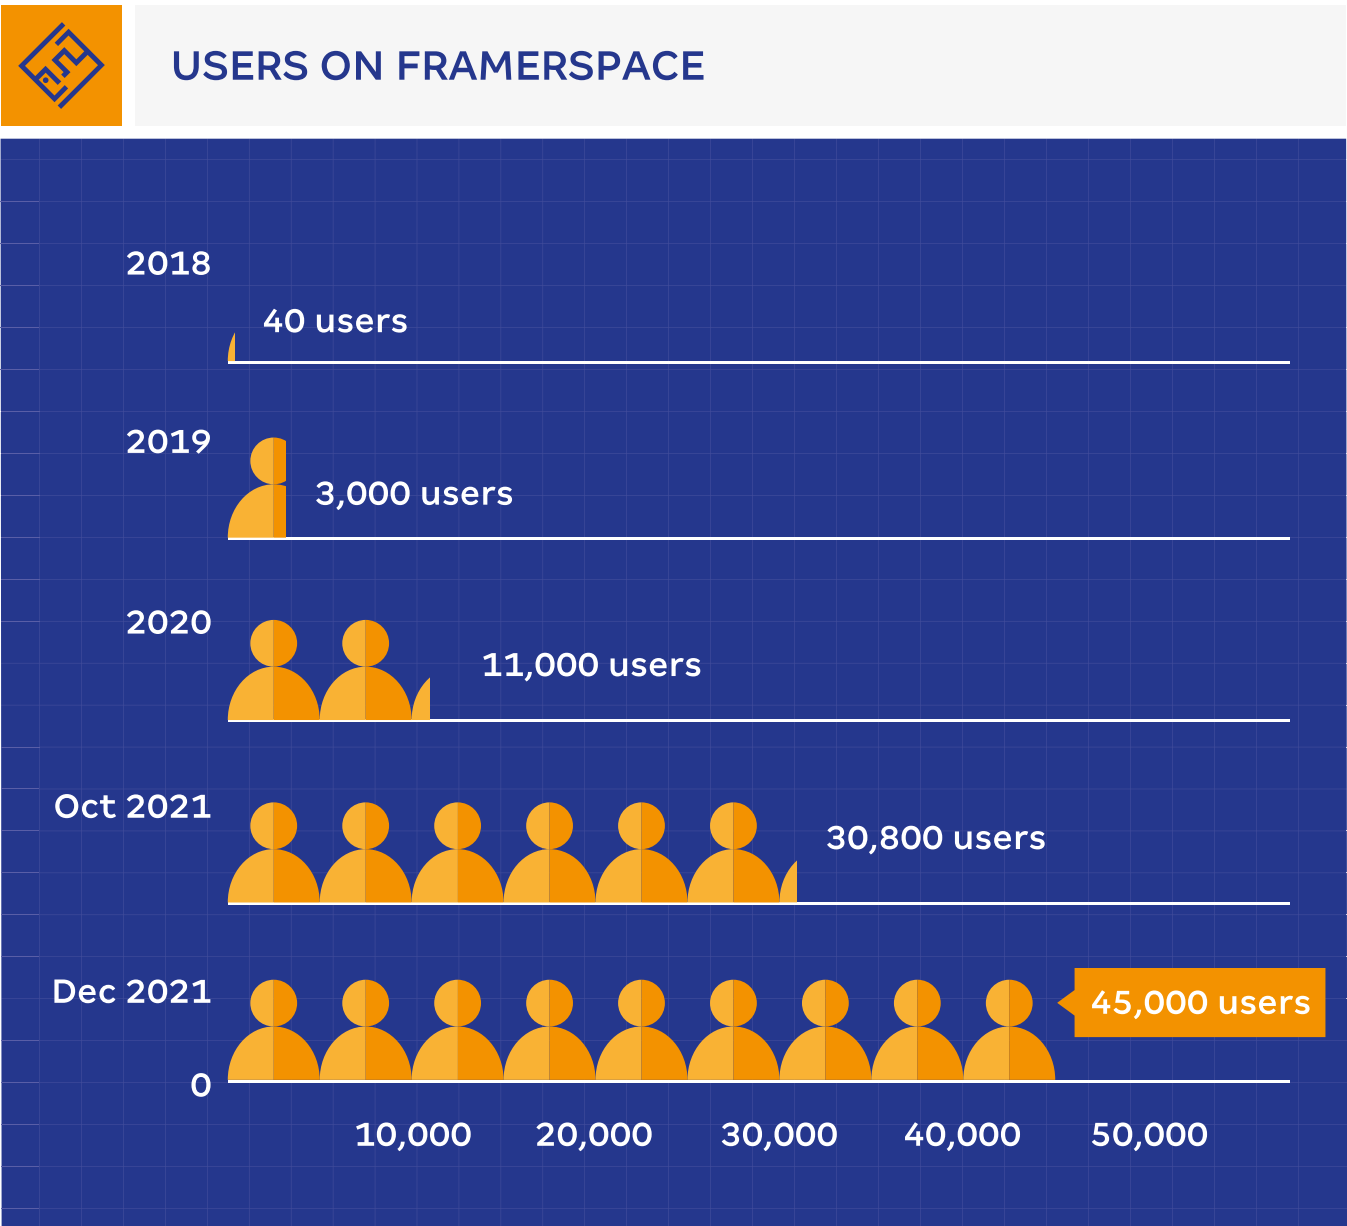 USERS ON FRAMERSPACE
2018
40 users
2019
3,000 users
2020
11,000 users
Oct 2021
30,800 users
Dec 2021
45,000 users
0
10,000 20,000 30,000 40,000 50,000